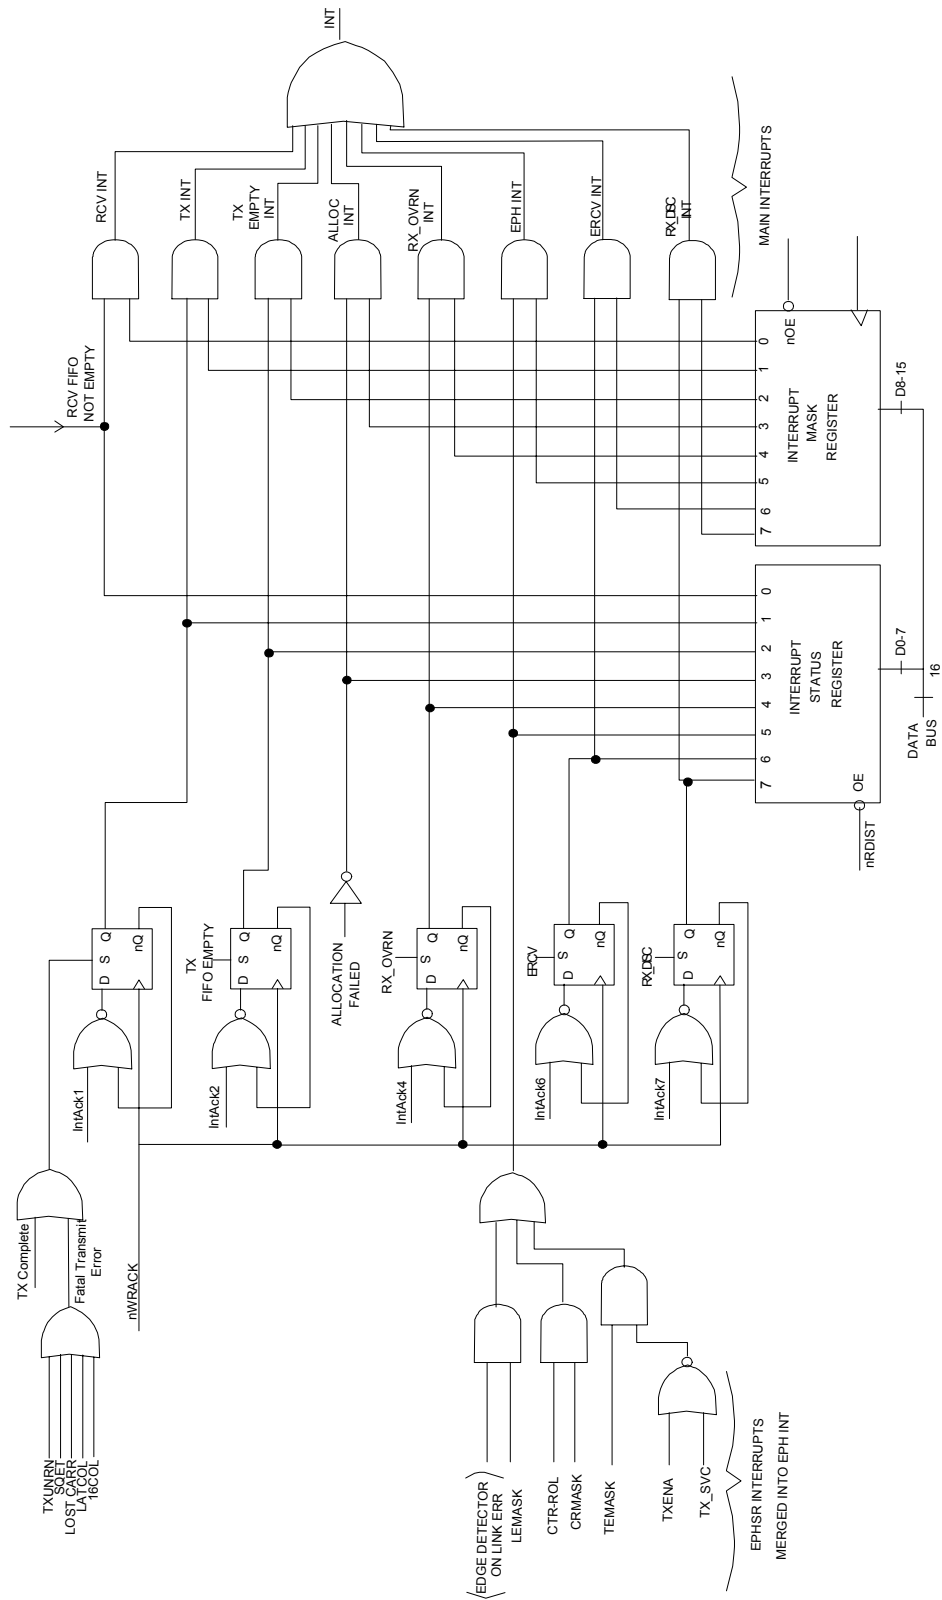 TXUNRN
SQET
LOST CARR
LATCOL
16COL
TX Complete
Fatal Transmit
Error
nWRACK
IntAck1
D
S
Q
nQ
IntAck2
TX
FIFO EMPTY
D
S
Q
nQ
ALLOCATION
FAILED
IntAck4
RX_OVRN
D
S
Q
nQ
IntAck6
ERCV
D
S
Q
nQ
IntAck7
RX_DSC
D
S
Q
nQ
EDGE DETECTOR
ON LINK ERR
LEMASK
CTR-ROL
CRMASK
TEMASK
TXENA
TX_SVC
EPHSR INTERRUPTS
MERGED INTO EPH INT
RCV FIFO
NOT EMPTY
RCV INT
TX INT
TX
EMPTY
INT
ALLOC
INT
RX_OVRN
INT
EPH INT
ERCV INT
RX_DSC
INT
INT
MAIN INTERRUPTS
7
6
5
4
3
2
1
0
INTERRUPT
STATUS
REGISTER
OE
nRDIST
7
6
5
4
3
2
1
0
INTERRUPT
MASK
REGISTER
nOE
D0-7
D8-15
DATA
BUS
16